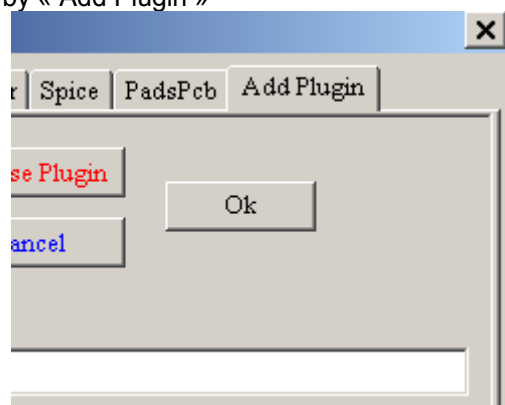 by « Add Plugin »
r Spice PadsPcb Add Plugin
se Plugin
Ok
ancel